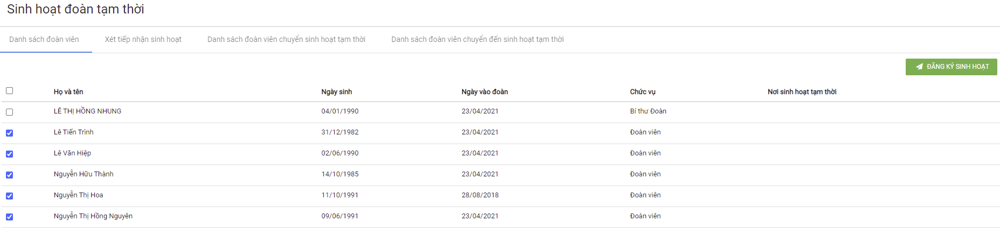 Sinh hoạt đoàn tạm thời
Danh sách đoàn viên Xét tiếp nhận sinh hoạt Danh sách đoàn viên chuyển sinh hoạt tạm thời Danh sách đoàn viên chuyển đến sinh hoạt tạm thời
ĐĂNG KÝ SINH HOẠT
Họ và tên Ngày sinh Ngày vào đoàn Chức vụ Nơi sinh hoạt tạm thời
LÊ THỊ HỒNG NHUNG 04/01/1990 23/04/2021 Bí thư Đoàn
Lê Tiến Trình 31/12/1982 23/04/2021 Đoàn viên
Lê Văn Hiệp 02/06/1990 23/04/2021 Đoàn viên
Nguyễn Hữu Thành 14/10/1985 23/04/2021 Đoàn viên
Nguyễn Thị Hoa 11/10/1991 28/08/2018 Đoàn viên
Nguyễn Thị Hồng Nguyên 09/06/1991 23/04/2021 Đoàn viên